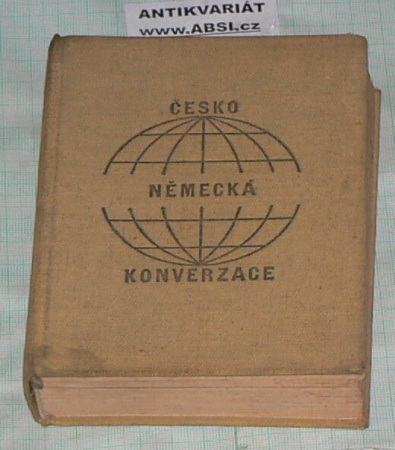 ANTIKVARIÁT
www.ABSI.cz
ČESKO
NĚMECKÁ
KONVERZACE